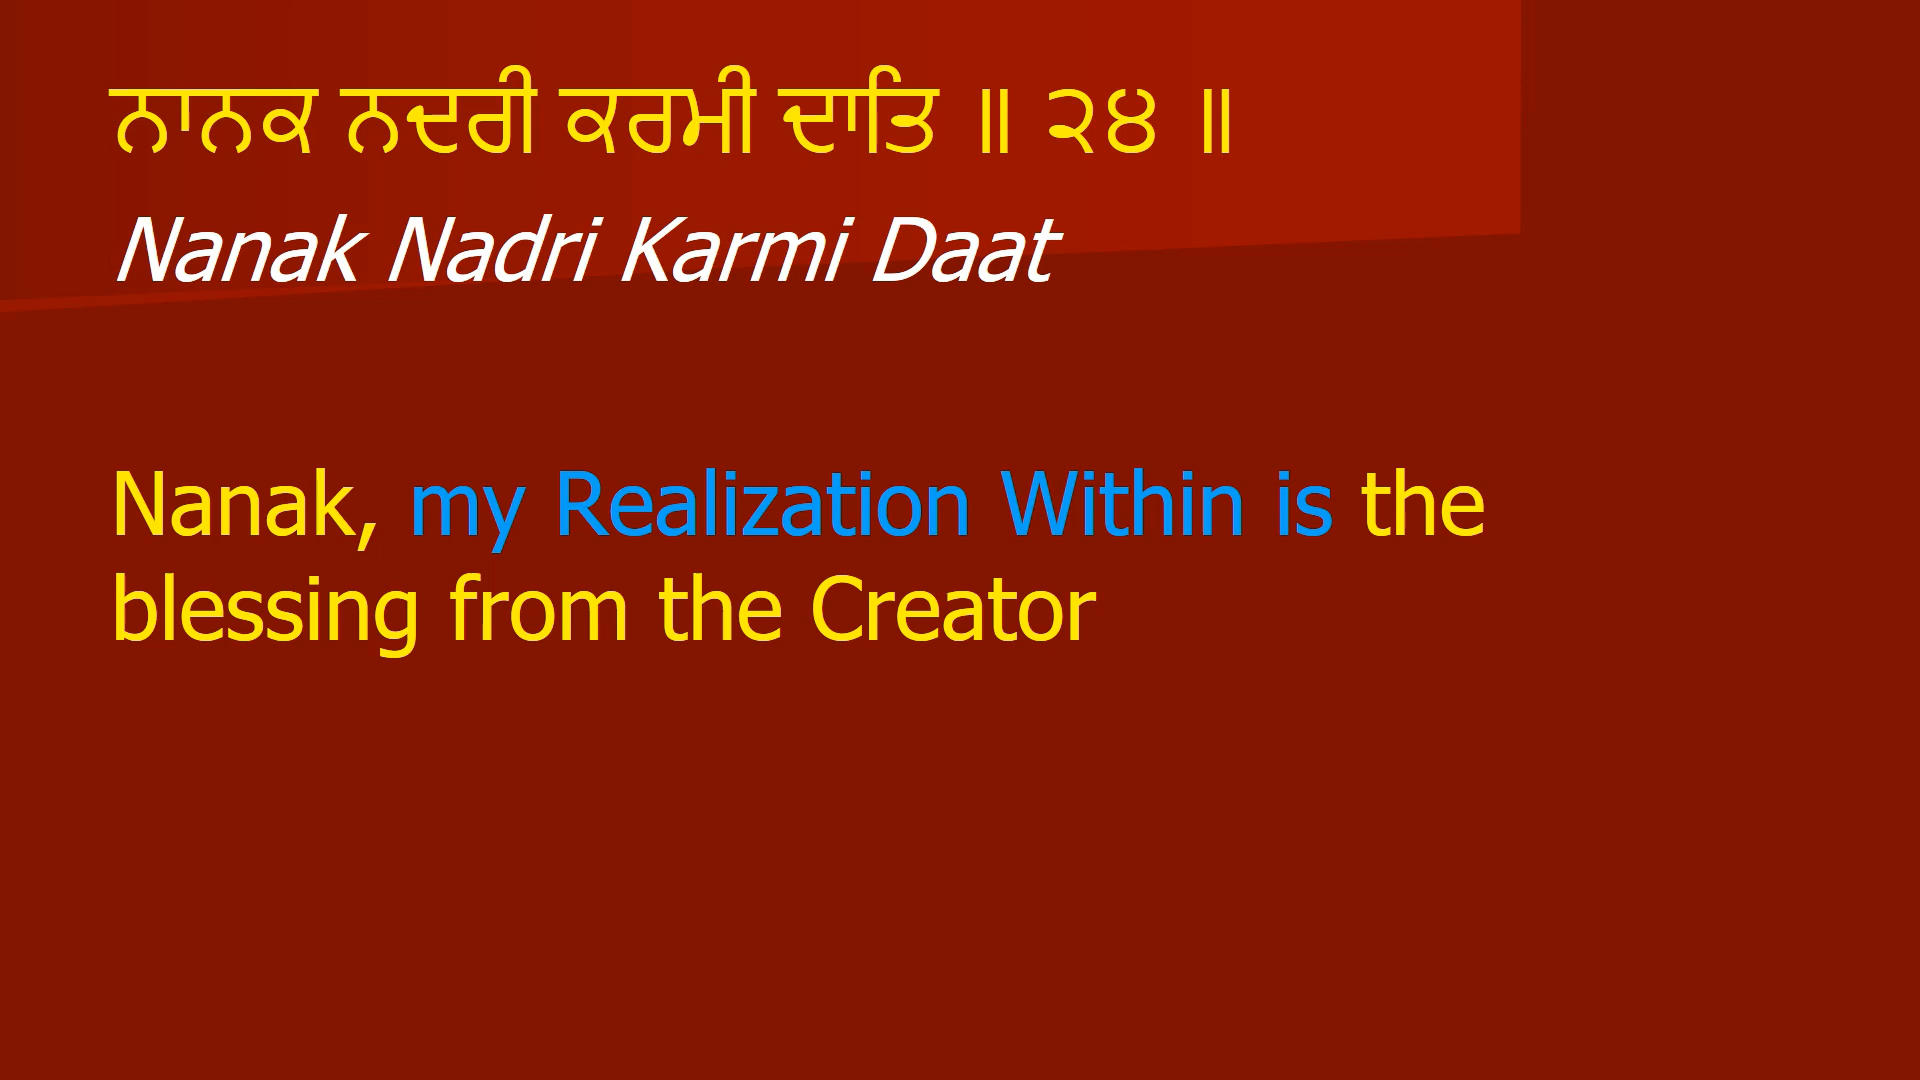 ਨਾਨਕ ਨਦਰੀ ਕਰਮੀ ਦਾਤਿ ॥ ੨੪ ॥
Nanak Nadri Karmi Daat
Nanak, my Realization Within is the
blessing from the Creator